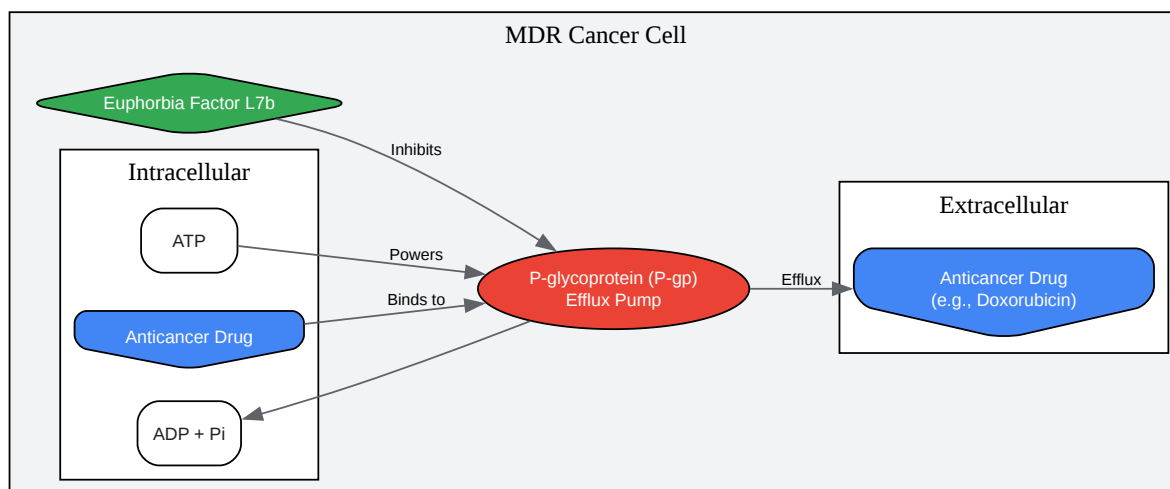 MDR Cancer Cell
Euphorbia Factor L7b
Inhibits
Intracellular
Extracellular
ATP
Powers
Binds to
P-glycoprotein (P-gp)
Efflux Pump
Efflux
Anticancer Drug
(e.g., Doxorubicin)
Anticancer Drug
ADP + Pi